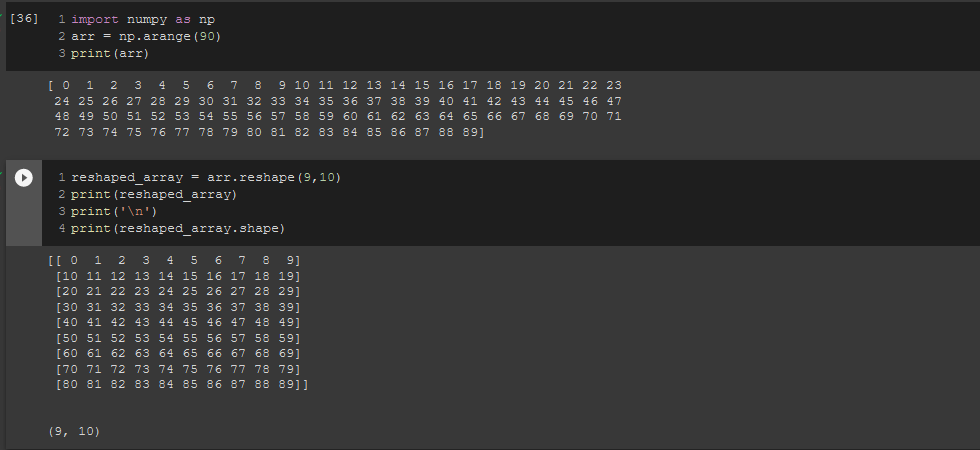 [36] 1 import numpy as np
2 arr = np.arange(90)
3 print(arr)
[ 0  1  2  3  4  5  6  7  8  9 10 11 12 13 14 15 16 17 18 19 20 21 22 23
24 25 26 27 28 29 30 31 32 33 34 35 36 37 38 39 40 41 42 43 44 45 46 47
48 49 50 51 52 53 54 55 56 57 58 59 60 61 62 63 64 65 66 67 68 69 70 71
72 73 74 75 76 77 78 79 80 81 82 83 84 85 86 87 88 89]
1 reshaped_array = arr.reshape(9,10)
2 print(reshaped_array)
3 print('\n')
4 print(reshaped_array.shape)
[[ 0  1  2  3  4  5  6  7  8  9]
[10 11 12 13 14 15 16 17 18 19]
[20 21 22 23 24 25 26 27 28 29]
[30 31 32 33 34 35 36 37 38 39]
[40 41 42 43 44 45 46 47 48 49]
[50 51 52 53 54 55 56 57 58 59]
[60 61 62 63 64 65 66 67 68 69]
[70 71 72 73 74 75 76 77 78 79]
[80 81 82 83 84 85 86 87 88 89]]
(9, 10)